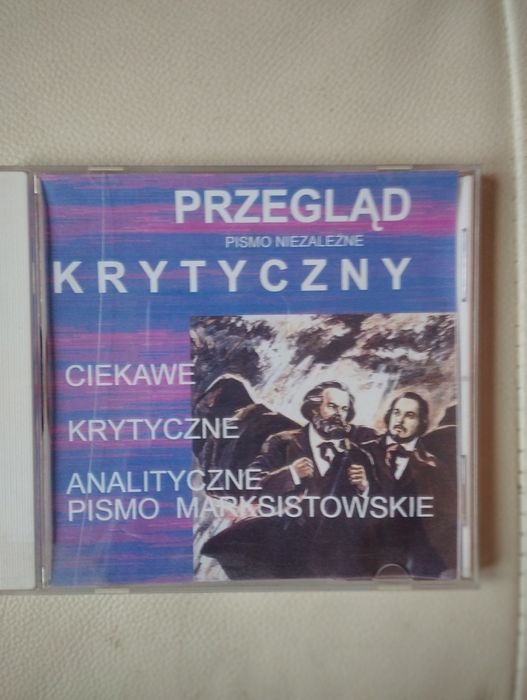 PRZEGLĄD
PISMO NIEZALEŻNE
KRYTYCZNY
CIEKAWE
KRYTYCZNE
ANALITYCZNE
PISMO MARKSISTOWSKIE